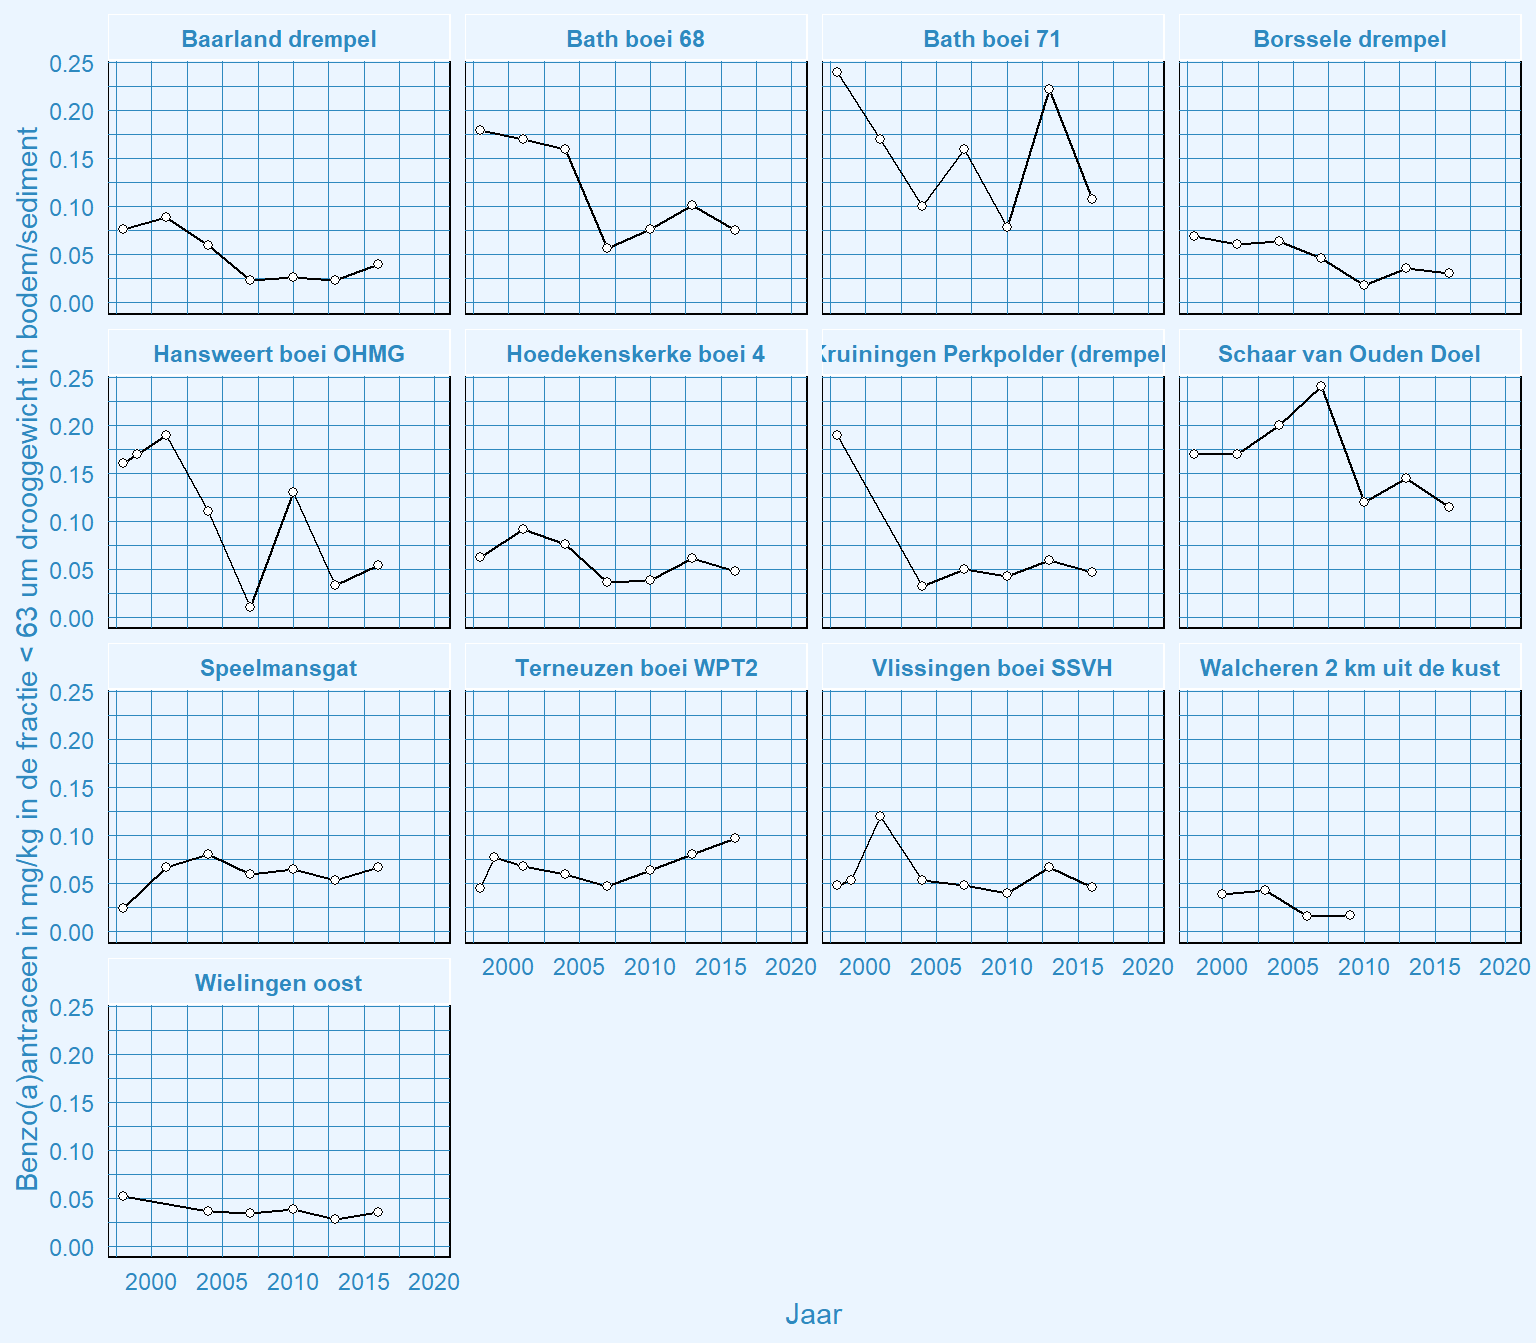 Baarland drempel
Bath boei 68
Bath boei 71
Borssele drempel
0.25
0.20
0.15
0.10
0.05
0.00
Hansweert boei OHMG
Hoedekenskerke boei 4
Kruiningen Perkpolder (drempel
Schaar van Ouden Doel
0.25
0.20
0.15
0.10
0.05
0.00
Speelmansgat
Terneuzen boei WPT2
Vlissingen boei SSVH
Walcheren 2 km uit de kust
0.25
0.20
0.15
0.10
0.05
0.00
2000 2005 2010 2015 2020
2000 2005 2010 2015 2020
2000 2005 2010 2015 2020
Wielingen oost
0.25
0.20
0.15
0.10
0.05
0.00
2000 2005 2010 2015 2020
Jaar
Benzo(a)antraceen in mg/kg in de fractie < 63 um drooggewicht in bodem/sediment